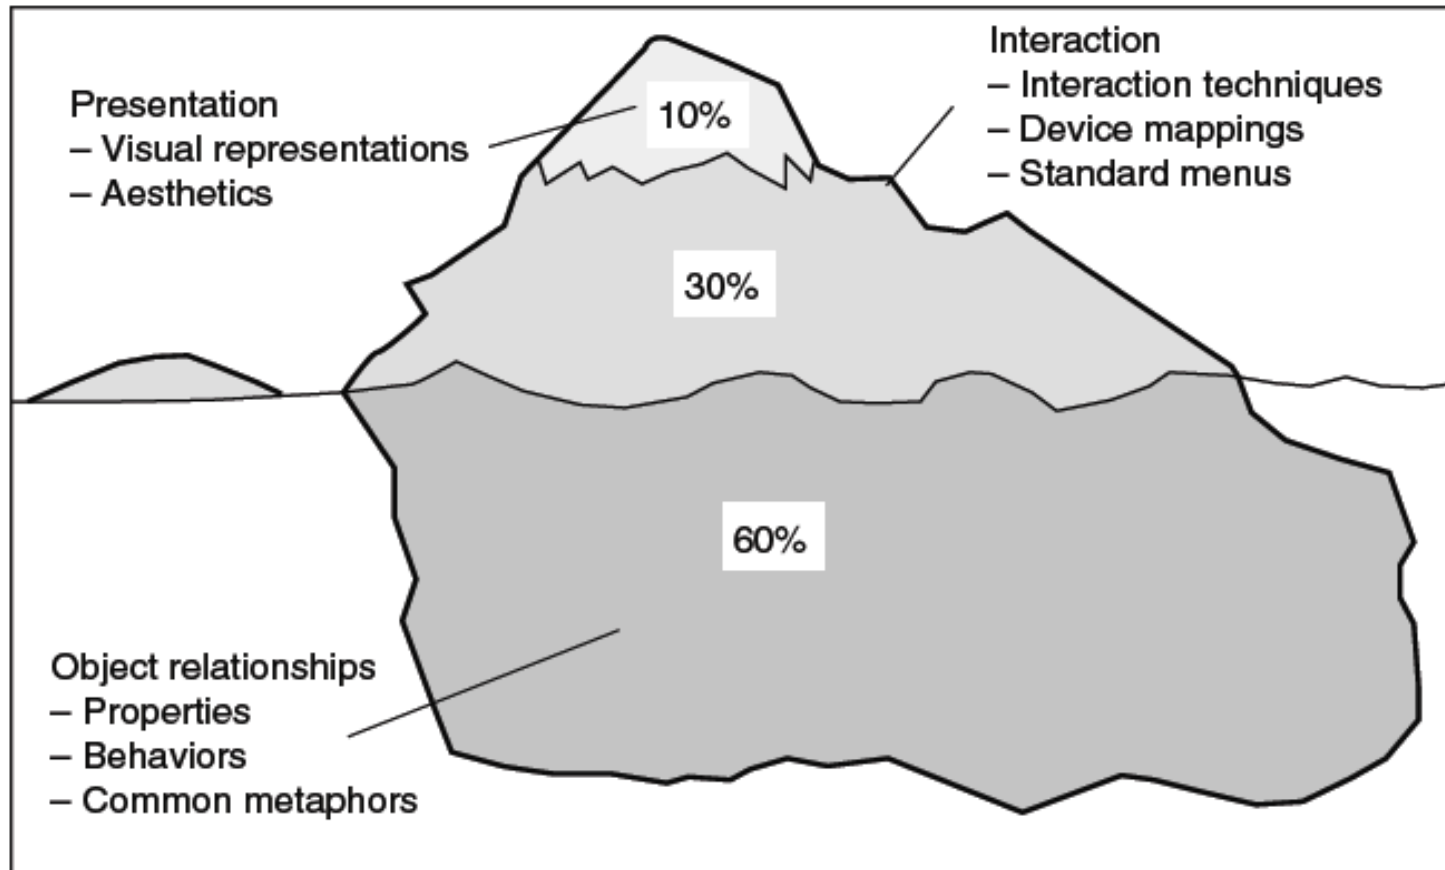 Presentation
– Visual representations
– Aesthetics
10%
Interaction
– Interaction techniques
– Device mappings
– Standard menus
30%
60%
Object relationships
– Properties
– Behaviors
– Common metaphors